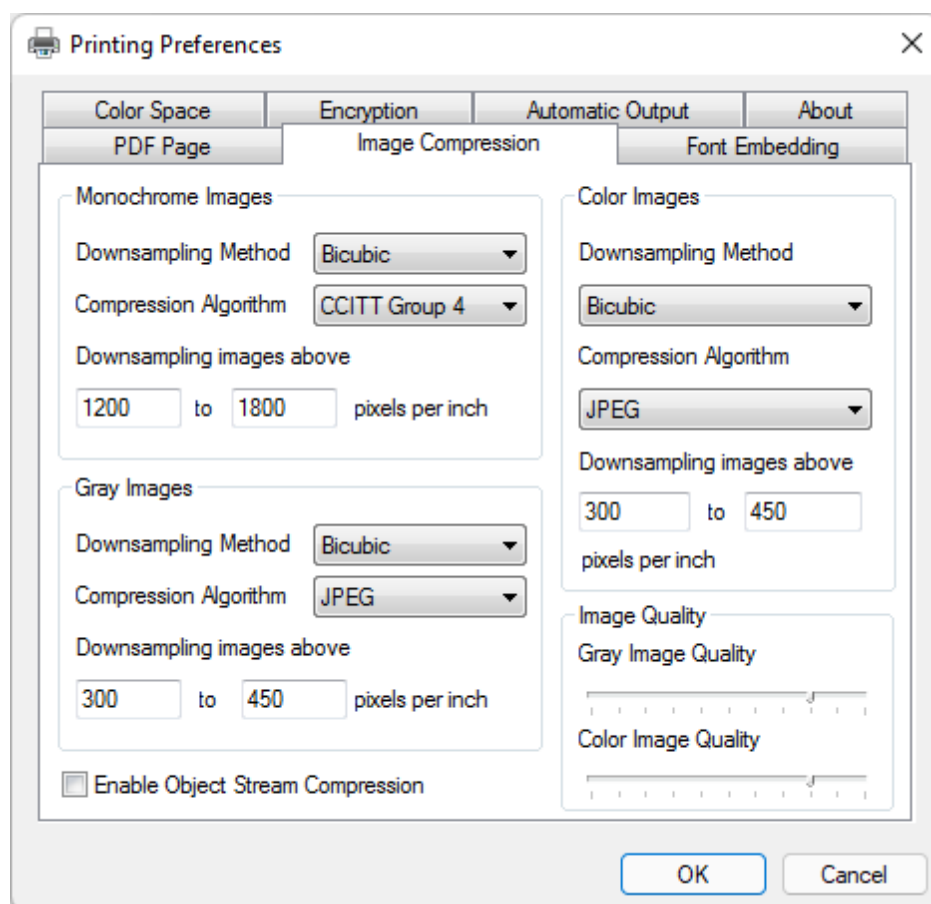 Printing Preferences
Color Space Encryption Automatic Output About
PDF Page Image Compression Font Embedding
Monochrome Images
Downsampling Method Bicubic
Compression Algorithm CCITT Group 4
Downsampling images above
1200 to 1800 pixels per inch
Gray Images
Downsampling Method Bicubic
Compression Algorithm JPEG
Downsampling images above
300 to 450 pixels per inch
Enable Object Stream Compression
Color Images
Downsampling Method
Bicubic
Compression Algorithm
JPEG
Downsampling images above
300 to 450
pixels per inch
Image Quality
Gray Image Quality
Color Image Quality
OK Cancel